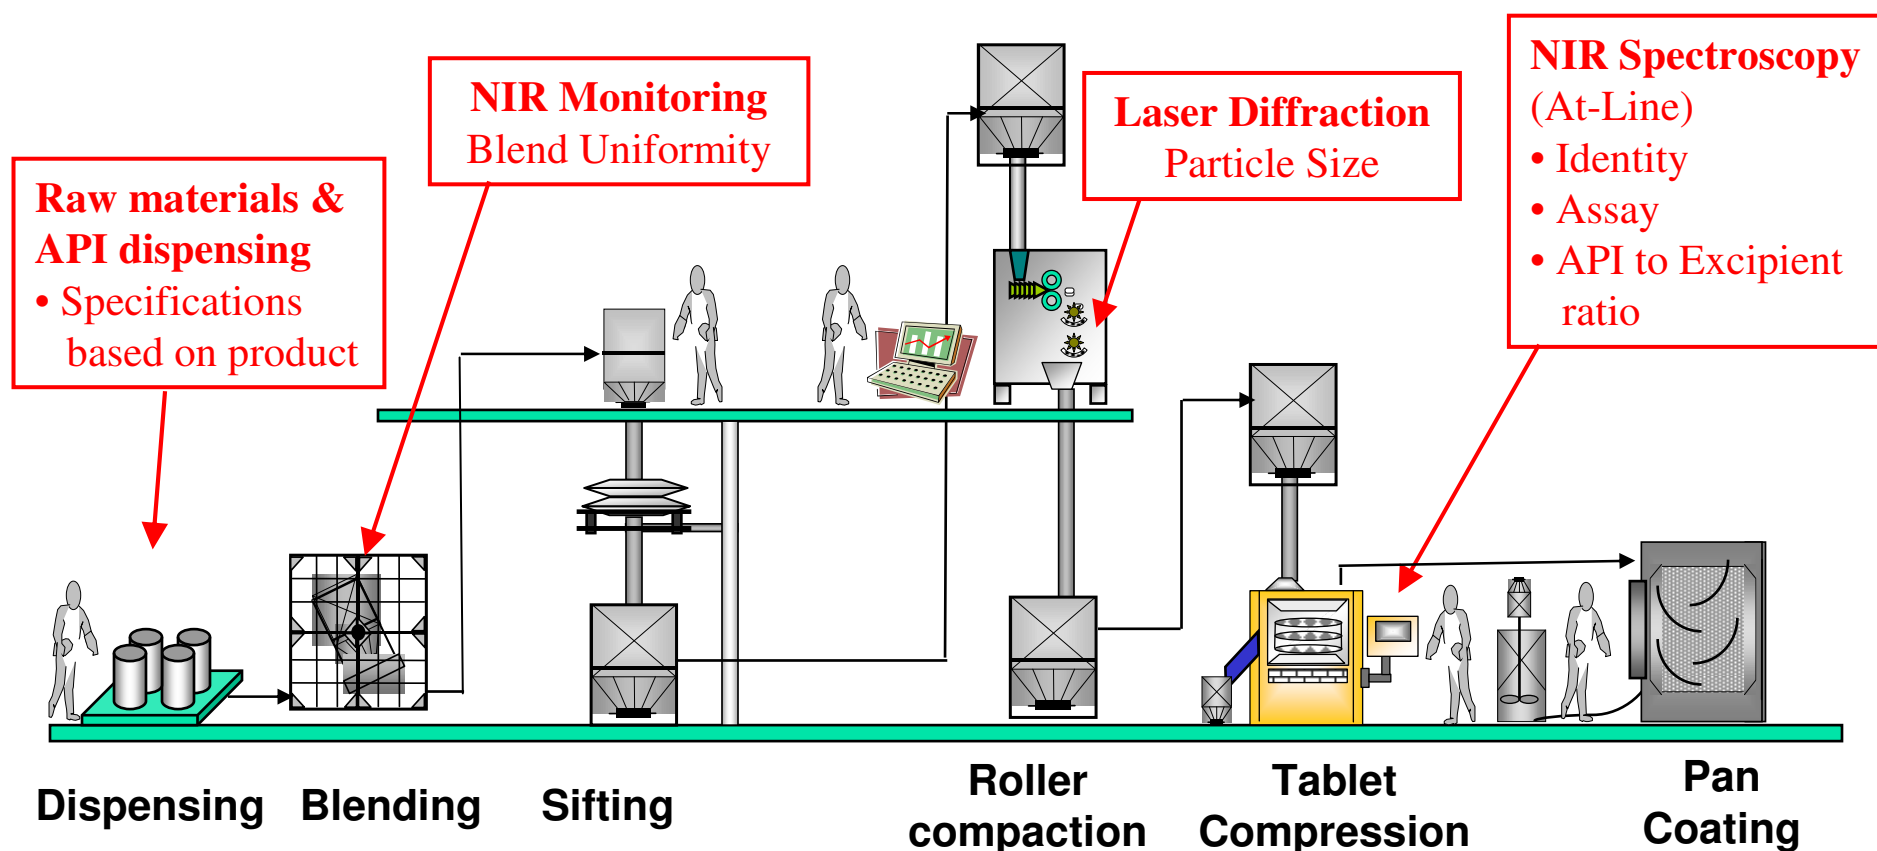 Raw materials &
API dispensing
• Specifications
based on product
NIR Monitoring
Blend Uniformity
Laser Diffraction
Particle Size
NIR Spectroscopy
(At-Line)
• Identity
• Assay
• API to Excipient
ratio
Dispensing
Blending
Sifting
Roller
compaction
Tablet
Compression
Pan
Coating